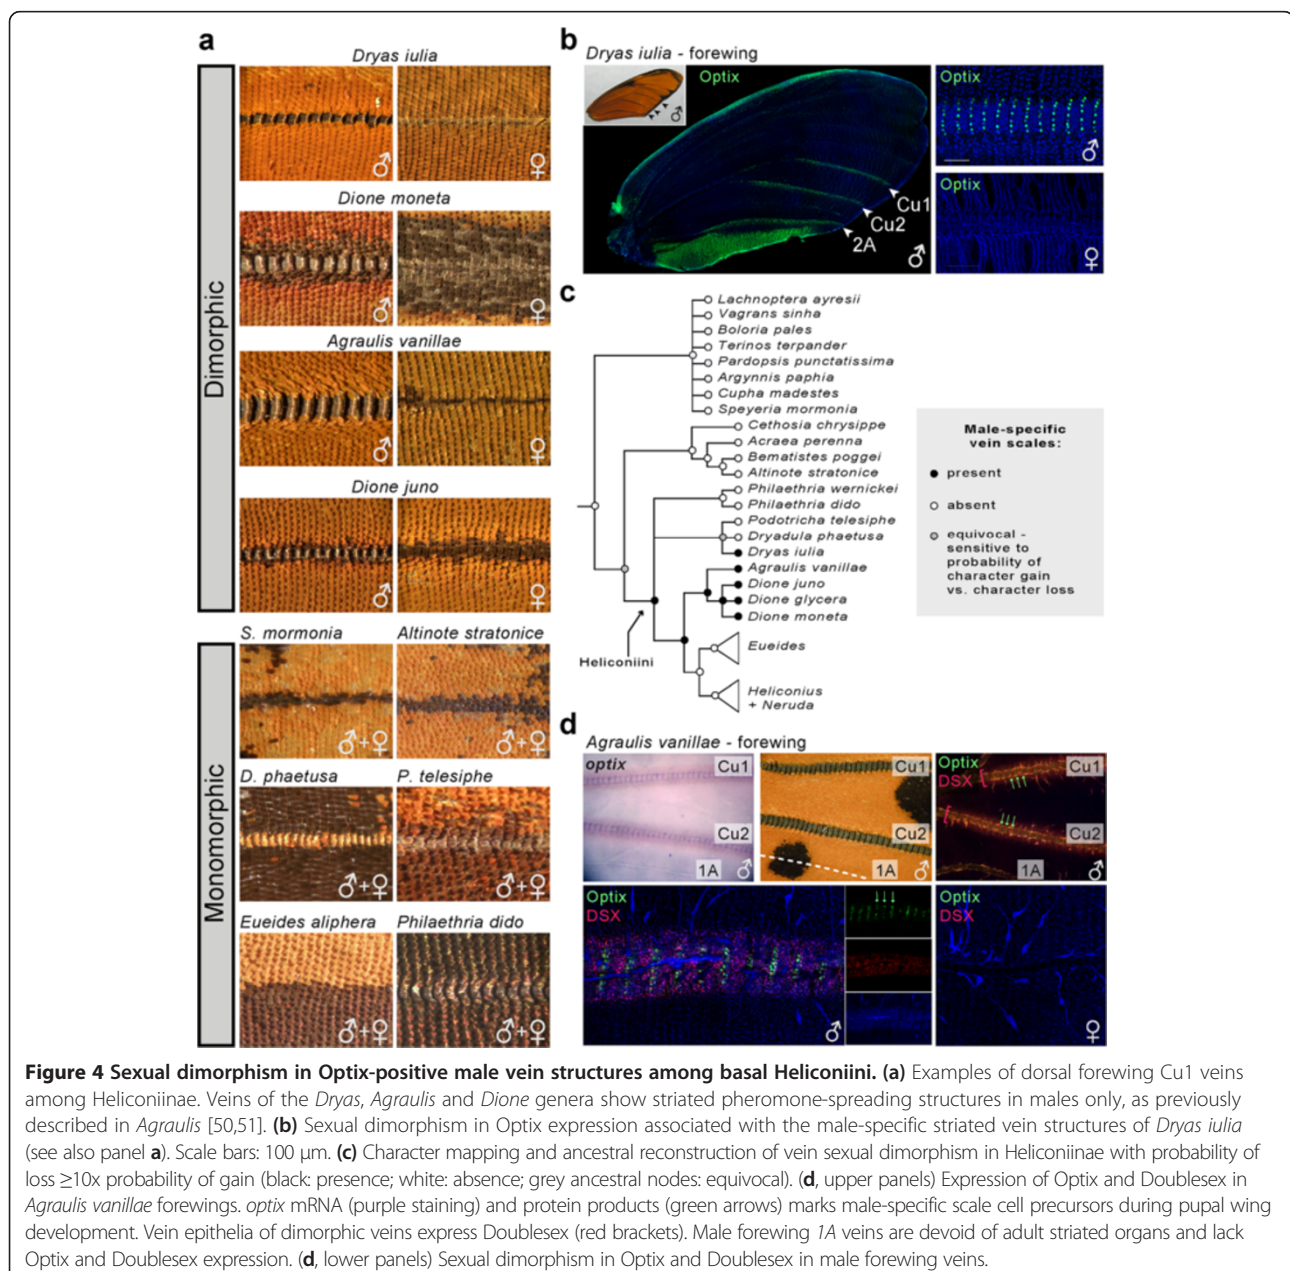 a
Dryas iulia
♂
♀
Dione moneta
♂
♀
Agraulis vanillae
♂
♀
Dione juno
♂
♀
Dimorphic
S. mormonia
Altinote stratonice
♂+♀
♂+♀
D. phaetusa
P. telesiphe
♂+♀
♂+♀
Eueides aliphera
Philaethria dido
♂+♀
♂+♀
Monomorphic
b
Dryas iulia - forewing
Optix
♂
Cu1
Cu2
2A
♂
Optix
♂
Optix
♀
c
Lachnoptera ayresii
Vagrans sinha
Boloria pales
Terinos terpander
Pardopsis punctatissima
Argynnis paphia
Cupha madestes
Speyeria mormonia
Cethosia chrysippe
Acraea perenna
Bematistes poggei
Altinote stratonice
Philaethria wernickei
Philaethria dido
Podotricha telesiphe
Dryadula phaetusa
Dryas iulia
Agraulis vanillae
Dione juno
Dione glycera
Dione moneta
Eueides
Heliconius
+ Neruda
Heliconiini
Male-specific
vein scales:
present
absent
equivocal -
sensitive to
probability of
character gain
vs. character loss
d
Agraulis vanillae - forewing
optix
Cu1
Cu2
1A
♂
Cu1
Cu2
1A
♂
Optix
DSX
Cu1
Cu2
1A
♂
Optix
DSX
♂
Optix
DSX
♀
Figure 4 Sexual dimorphism in Optix-positive male vein structures among basal Heliconiini. (a) Examples of dorsal forewing Cu1 veins
among Heliconiinae. Veins of the Dryas, Agraulis and Dione genera show striated pheromone-spreading structures in males only, as previously
described in Agraulis [50,51]. (b) Sexual dimorphism in Optix expression associated with the male-specific striated vein structures of Dryas iulia
(see also panel a). Scale bars: 100 μm. (c) Character mapping and ancestral reconstruction of vein sexual dimorphism in Heliconiinae with probability of
loss ≥10x probability of gain (black: presence; white: absence; grey ancestral nodes: equivocal). (d, upper panels) Expression of Optix and Doublesex in
Agraulis vanillae forewings. optix mRNA (purple staining) and protein products (green arrows) marks male-specific scale cell precursors during pupal wing
development. Vein epithelia of dimorphic veins express Doublesex (red brackets). Male forewing 1A veins are devoid of adult striated organs and lack
Optix and Doublesex expression. (d, lower panels) Sexual dimorphism in Optix and Doublesex in male forewing veins.